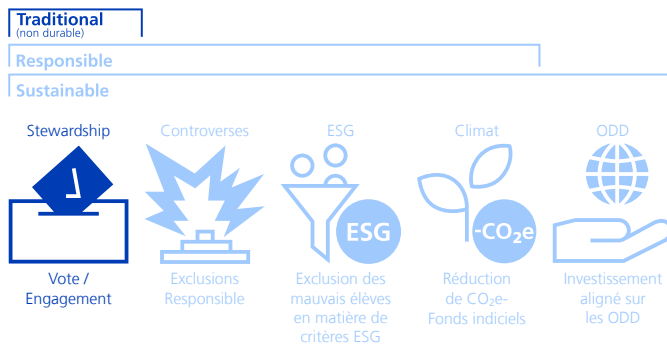 Traditional
(non durable)
Responsible
Sustainable
Stewardship
Controverses
ESG
Climat
ODD
ESG
-CO₂e
Vote /
Engagement
Exclusions
Responsible
Exclusion des
mauvais élèves
en matière de
critères ESG
Réduction
de CO₂e-
Fonds indiciels
Investissement
aligné sur
les ODD